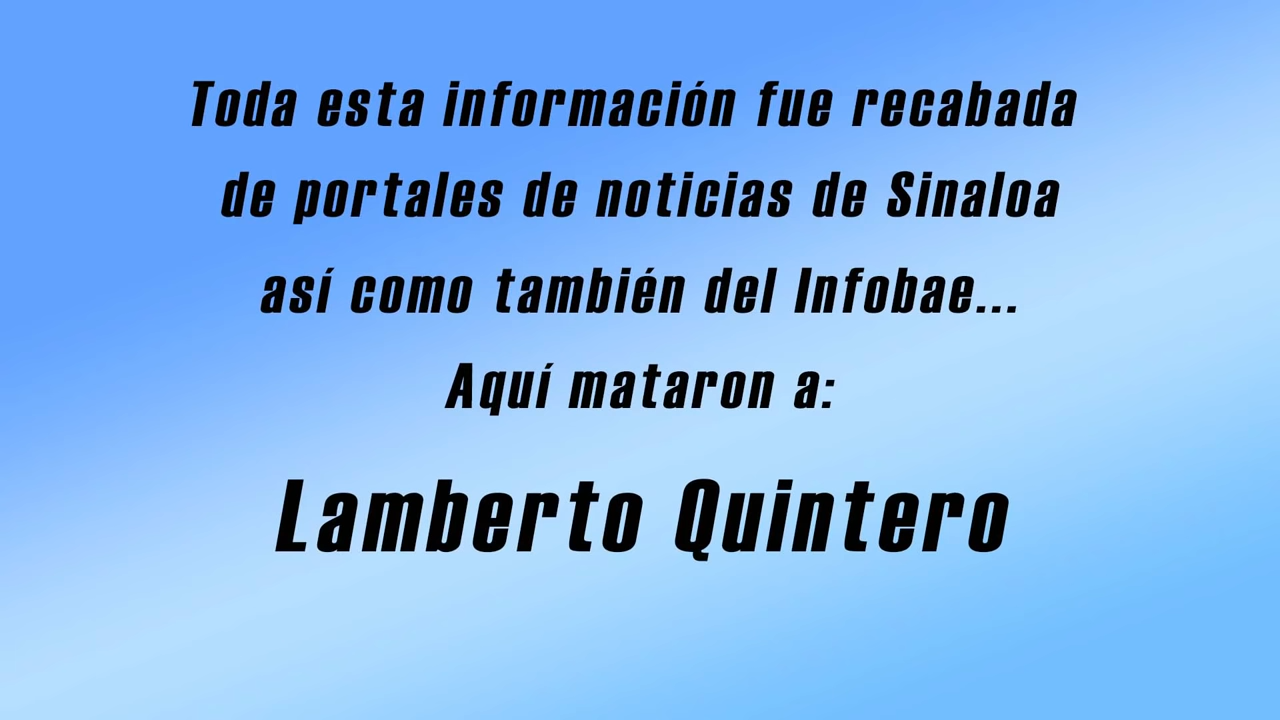 Toda esta información fue recabada
de portales de noticias de Sinaloa
así como también del Infobae...
Aquí mataron a:
Lamberto Quintero